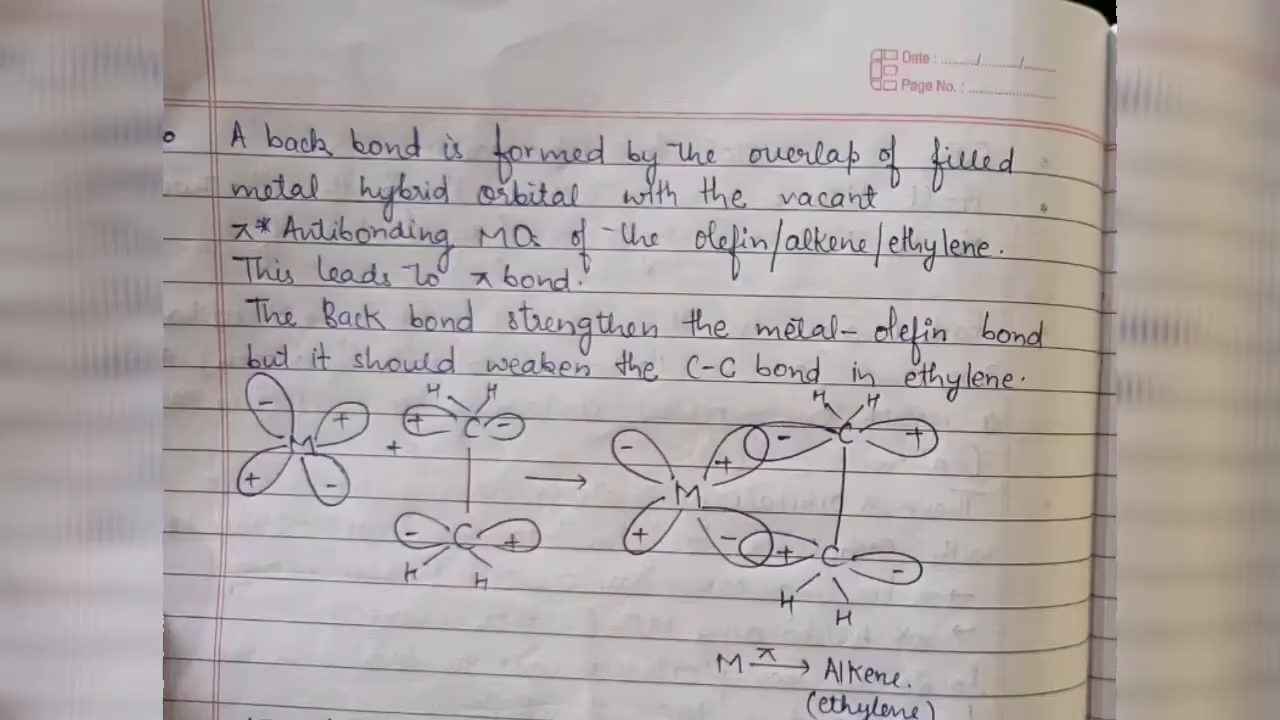 Date : ....../....../......
Page No. : ..................
A back bond is formed by the overlap of filled
metal hybrid orbital with the vacant
π* Antibonding MOs of the olefin/alkene/ethylene.
This leads to π bond.
The Back bond strengthen the metal-olefin bond
but it should weaken the C-C bond in ethylene.
H H H H
- + + C - - + - C +
M + M
+ - - C + + - + C -
H H H H
M π→ Alkene.
(ethylene)